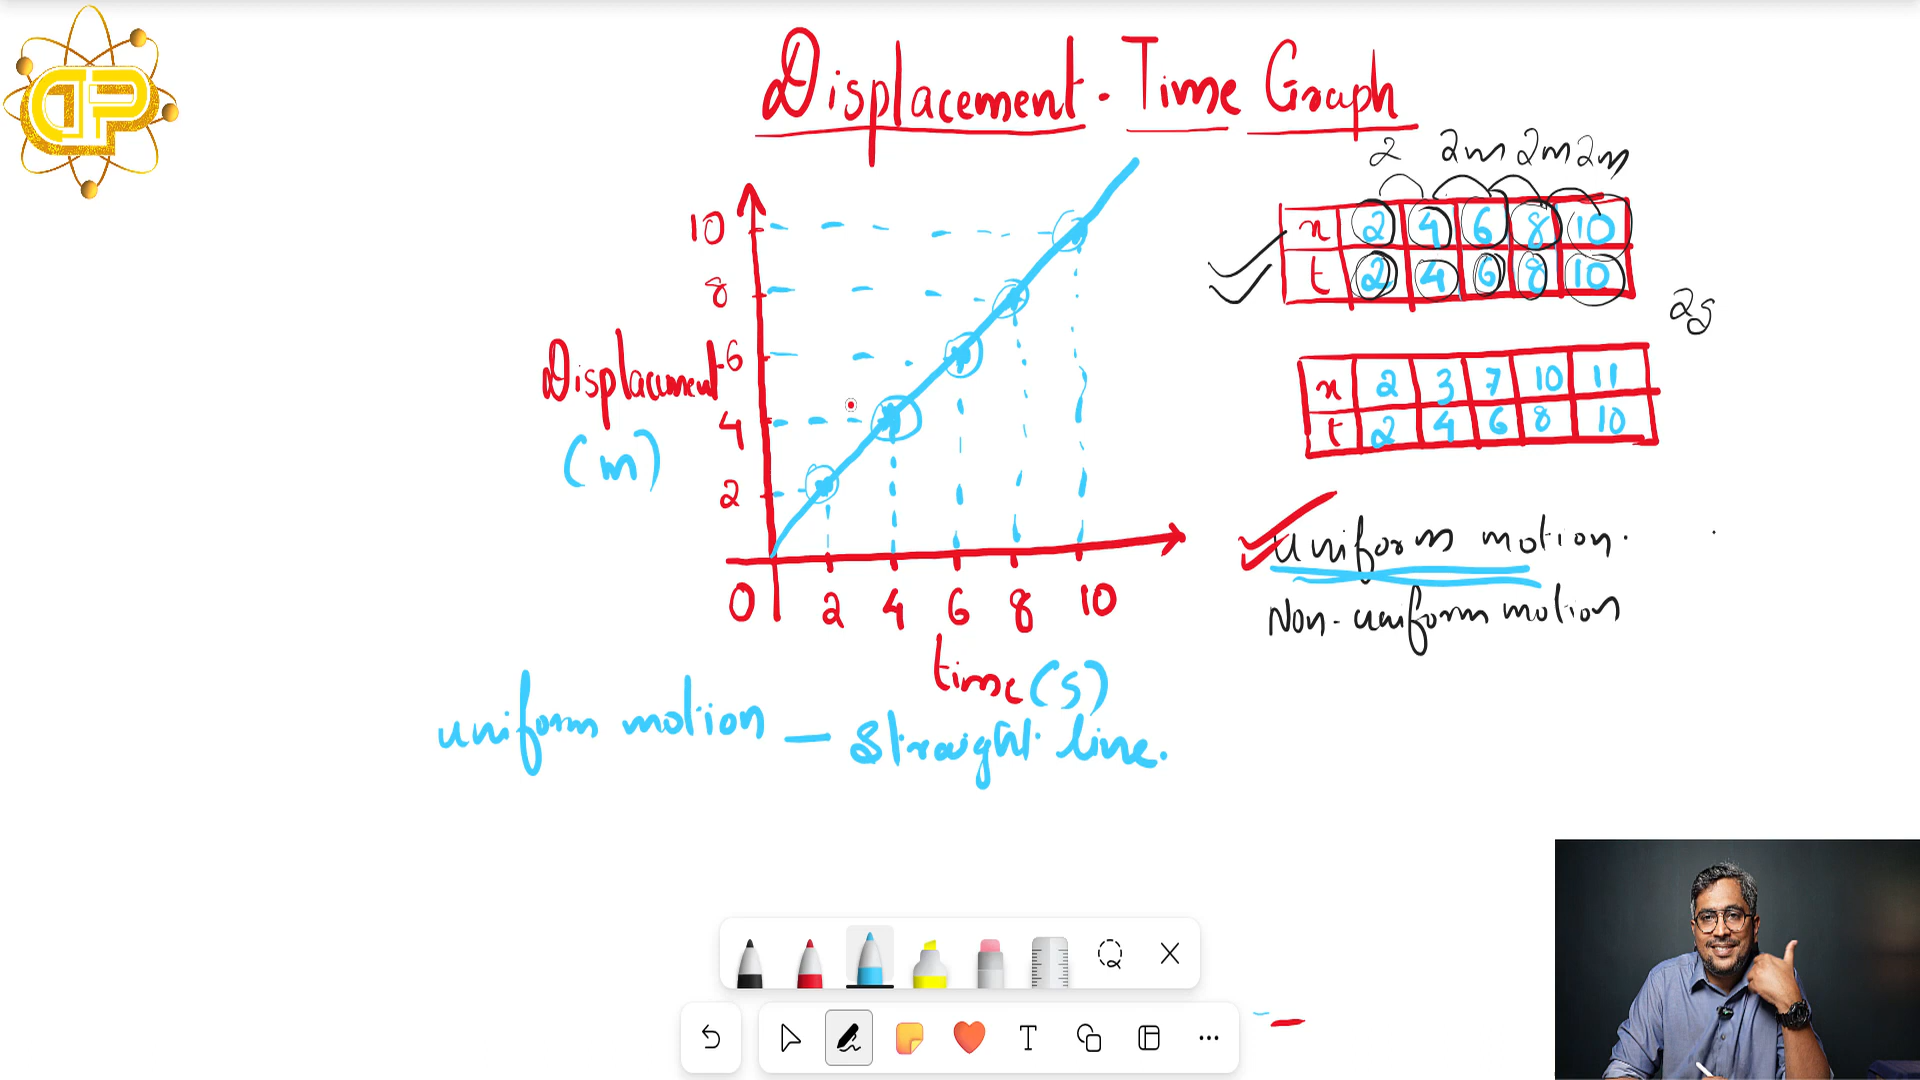 DP
Displacement - Time Graph
2 2m 2m 2m
x 2 4 6 8 10
t 2 4 6 8 10
2s
x 2 3 7 10 11
t 2 4 6 8 10
10
8
6
4
2
Displacement
(m)
0 2 4 6 8 10
time (s)
uniform motion.
Non-uniform motion
uniform motion — straight line.
T